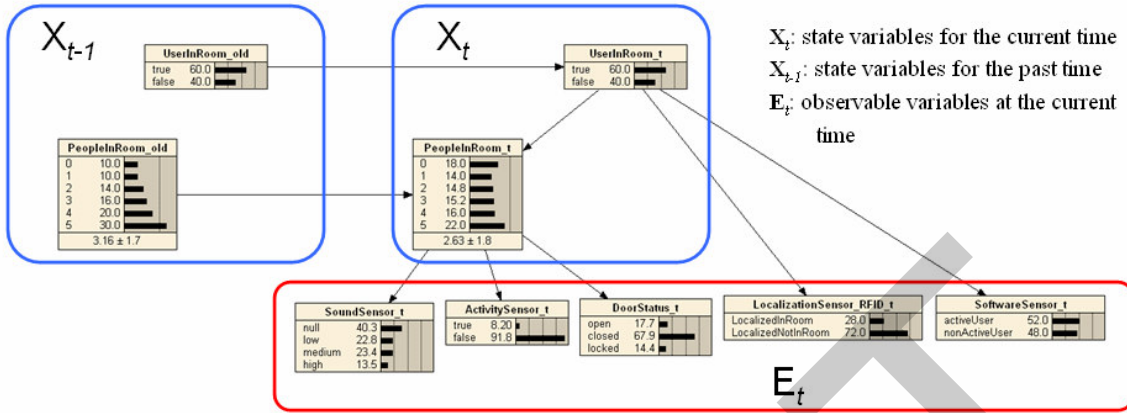 X t-1
X t
UserInRoom_old
true 60.0
false 40.0
UserInRoom_t
true 60.0
false 40.0
X t : state variables for the current time
X t-1 : state variables for the past time
E t : observable variables at the current
time
PeopleInRoom_old
0 10.0
1 10.0
2 14.0
3 16.0
4 20.0
5 30.0
3.16 ± 1.7
PeopleInRoom_t
0 18.0
1 14.0
2 14.8
3 15.2
4 16.0
5 22.0
2.63 ± 1.8
SoundSensor_t
null 40.3
low 22.8
medium 23.4
high 13.5
ActivitySensor_t
true 8.20
false 91.8
DoorStatus_t
open 17.7
closed 67.9
locked 14.4
LocalizationSensor_RFID_t
LocalizedInRoom 28.0
LocalizedNotInRoom 72.0
SoftwareSensor_t
activeUser 52.0
nonActiveUser 48.0
E t